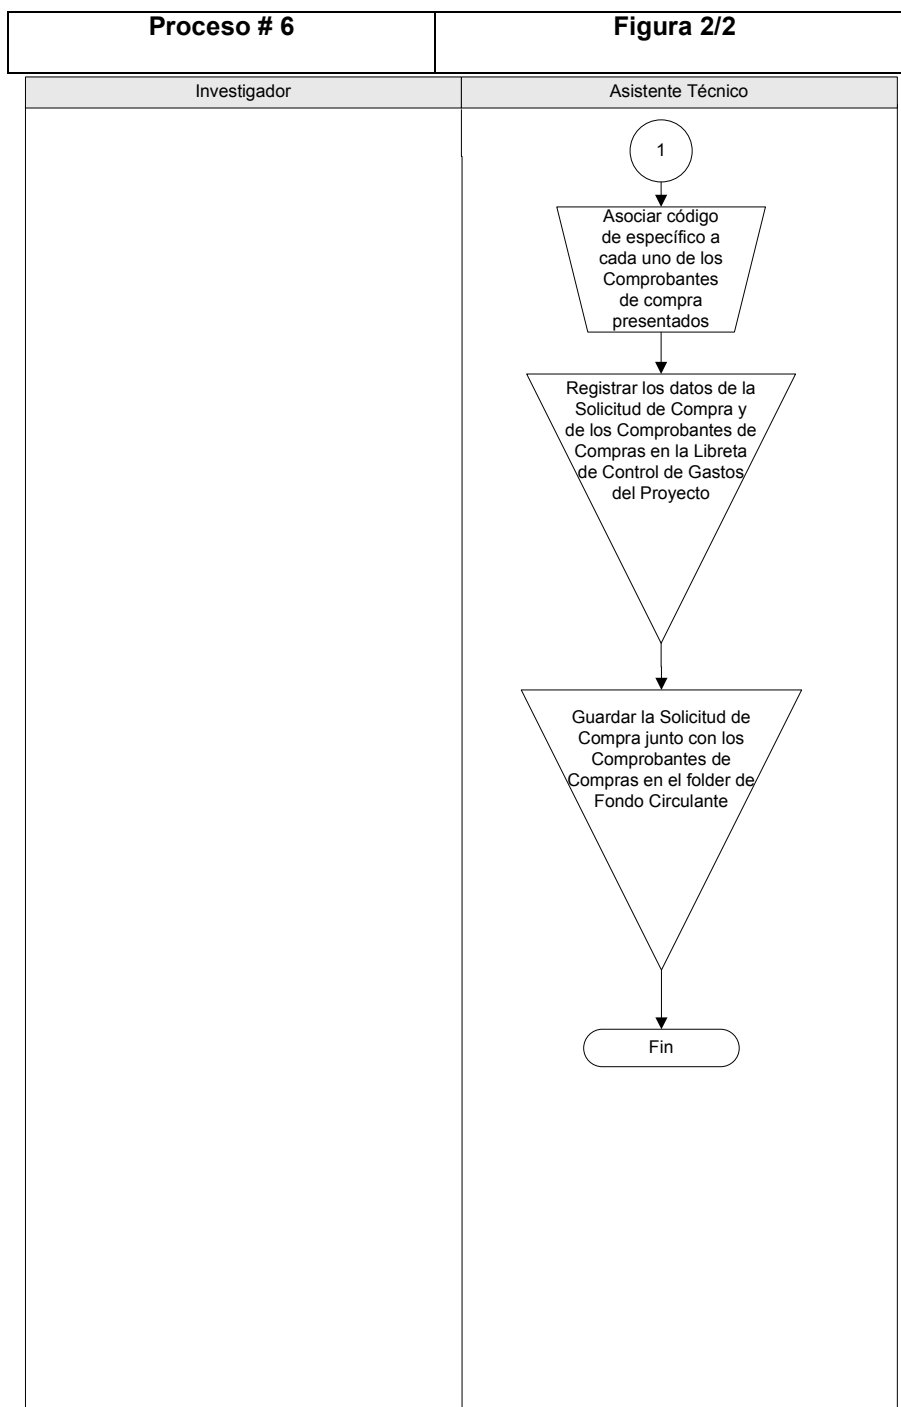 Proceso # 6
Figura 2/2
Investigador
Asistente Técnico
1
Asociar código
de específico a
cada uno de los
Comprobantes
de compra
presentados
Registrar los datos de la
Solicitud de Compra y
de los Comprobantes de
Compras en la Libreta
de Control de Gastos
del Proyecto
Guardar la Solicitud de
Compra junto con los
Comprobantes de
Compras en el folder de
Fondo Circulante
Fin